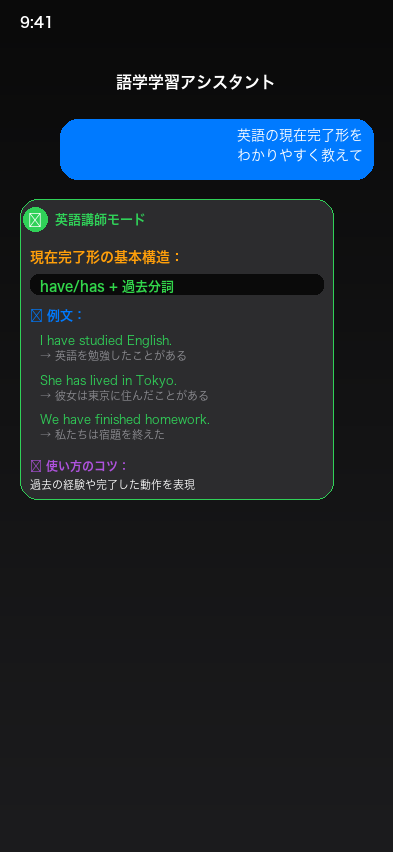 9:41
語学学習アシスタント
英語の現在完了形を
わかりやすく教えて
英語講師モード
現在完了形の基本構造：
have/has + 過去分詞
例文：
I have studied English.
→ 英語を勉強したことがある
She has lived in Tokyo.
→ 彼女は東京に住んだことがある
We have finished homework.
→ 私たちは宿題を終えた
使い方のコツ：
過去の経験や完了した動作を表現